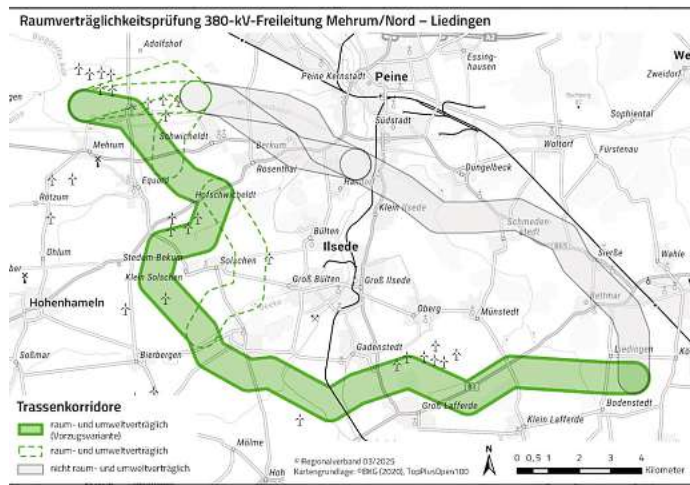 Raumverträglichkeitsprüfung 380-kV-Freileitung Mehrum/Nord – Liedingen
Adolfshof
Essing-
hausen
Peine Kernstadt
Peine
Zweidorf
Sophiental
Südstadt
Schwicheldt
Mehrum
Beckum
Woltorf
Fürstenau
Equord
Rosenthal
Dungelbeck
Rötzum
Hofschwicheldt
Klein Ilsede
Schmeden-
stedt
Bülten
Ilsede
Ohlum
Stedum-Bekum
Solschen
Wahle
Klein Solschen
Groß Bülten
Groß Ilsede
Hohenhameln
Bettmar
Oberg
Münstedt
Soßmar
Bierbergen
Gadenstedt
Liedingen
Groß Lafferde
Bodenstedt
Klein Lafferde
Mölme
Trassenkorridore
raum- und umweltverträglich
(Vorzugsvariante)
raum- und umweltverträglich
nicht raum- und umweltverträglich
© Regionalverband 03/2025
Kartengrundlage: ©BKG (2020), TopPlusOpen100
N
0 0,5 1 2 3 4
Kilometer